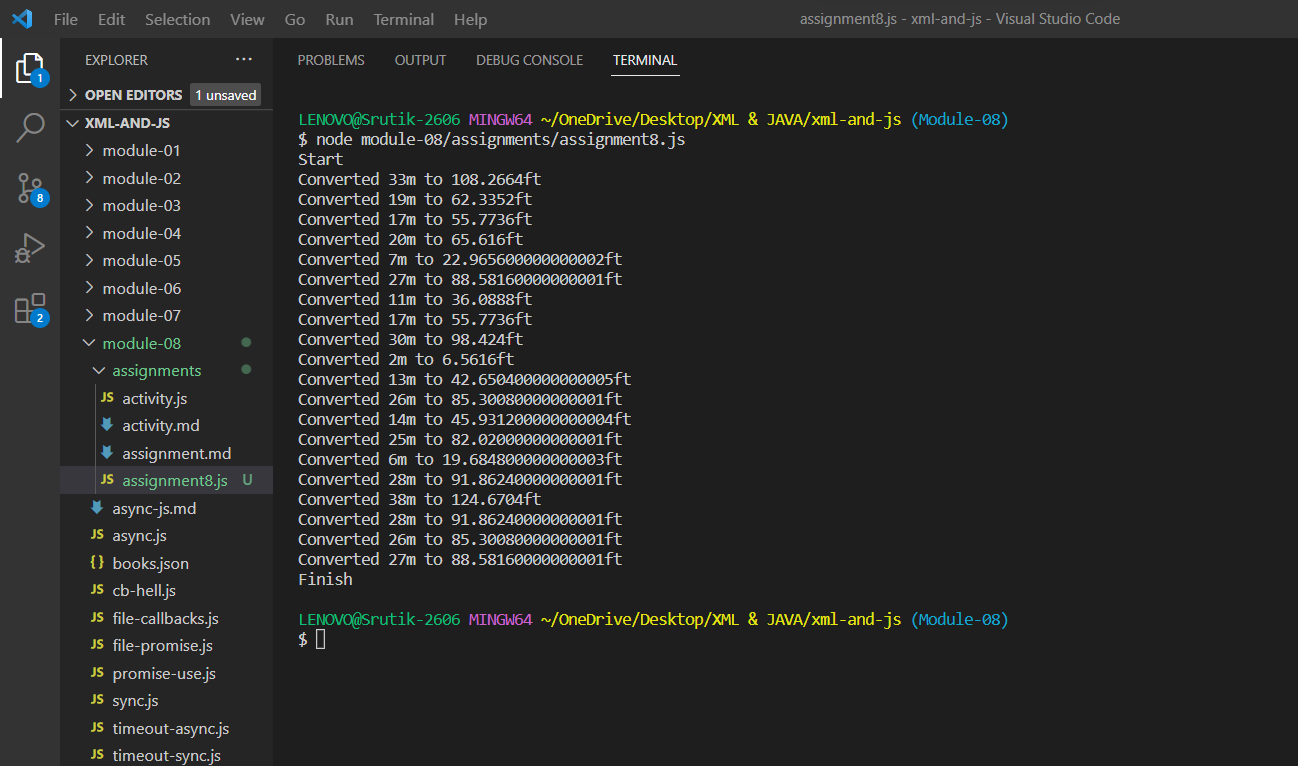 File Edit Selection View Go Run Terminal Help
assignment8.js - xml-and-js - Visual Studio Code
1
8
2
EXPLORER ...
OPEN EDITORS 1 unsaved
XML-AND-JS
module-01
module-02
module-03
module-04
module-05
module-06
module-07
module-08
assignments
JS activity.js
activity.md
assignment.md
JS assignment8.js U
async-js.md
JS async.js
{} books.json
JS cb-hell.js
JS file-callbacks.js
JS file-promise.js
JS promise-use.js
JS sync.js
JS timeout-async.js
JS timeout-sync.js
PROBLEMS OUTPUT DEBUG CONSOLE TERMINAL
LENOVO@Srutik-2606 MINGW64 ~/OneDrive/Desktop/XML & JAVA/xml-and-js (Module-08)
$ node module-08/assignments/assignment8.js
Start
Converted 33m to 108.2664ft
Converted 19m to 62.3352ft
Converted 17m to 55.7736ft
Converted 20m to 65.616ft
Converted 7m to 22.965600000000002ft
Converted 27m to 88.58160000000001ft
Converted 11m to 36.0888ft
Converted 17m to 55.7736ft
Converted 30m to 98.424ft
Converted 2m to 6.5616ft
Converted 13m to 42.650400000000005ft
Converted 26m to 85.30080000000001ft
Converted 14m to 45.931200000000004ft
Converted 25m to 82.02000000000001ft
Converted 6m to 19.684800000000003ft
Converted 28m to 91.86240000000001ft
Converted 38m to 124.6704ft
Converted 28m to 91.86240000000001ft
Converted 26m to 85.30080000000001ft
Converted 27m to 88.58160000000001ft
Finish
LENOVO@Srutik-2606 MINGW64 ~/OneDrive/Desktop/XML & JAVA/xml-and-js (Module-08)
$